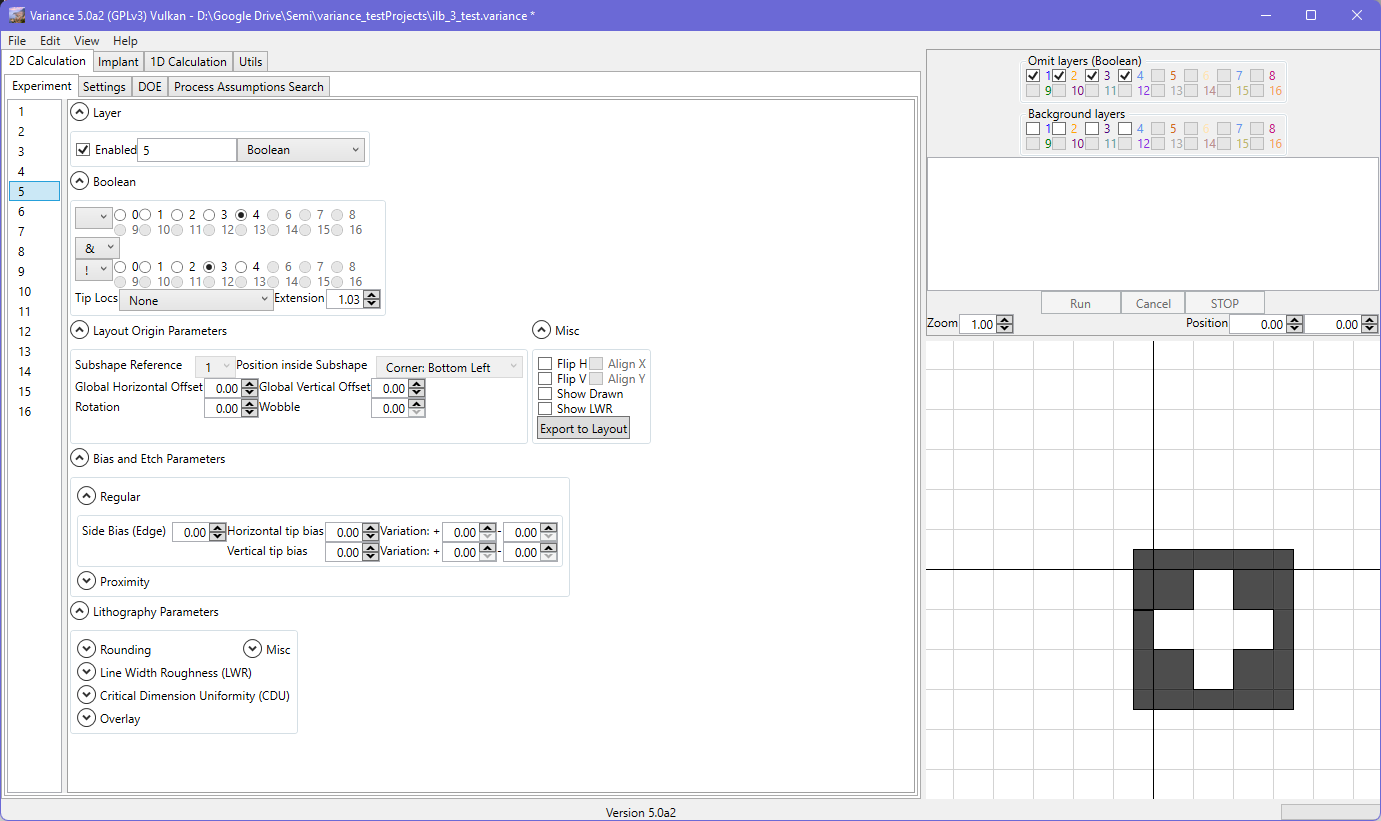 Variance 5.0a2 (GPLv3) Vulkan - D:\Google Drive\Semi\variance_testProjects\ilb_3_test.variance *
File Edit View Help
2D Calculation Implant 1D Calculation Utils
Experiment Settings DOE Process Assumptions Search
1
2
3
4
5
6
7
8
9
10
11
12
13
14
15
16
Layer
Enabled 5 Boolean
Boolean
0 1 2 3 4 6 7 8
9 10 11 12 13 14 15 16
&
! 0 1 2 3 4 6 7 8
9 10 11 12 13 14 15 16
Tip Locs None Extension 1.03
Layout Origin Parameters
Subshape Reference 1 Position inside Subshape Corner: Bottom Left
Global Horizontal Offset 0.00 Global Vertical Offset 0.00
Rotation 0.00 Wobble 0.00
Misc
Flip H Align X
Flip V Align Y
Show Drawn
Show LWR
Export to Layout
Bias and Etch Parameters
Regular
Side Bias (Edge) 0.00 Horizontal tip bias 0.00 Variation: + 0.00 - 0.00
Vertical tip bias 0.00 Variation: + 0.00 - 0.00
Proximity
Lithography Parameters
Rounding Misc
Line Width Roughness (LWR)
Critical Dimension Uniformity (CDU)
Overlay
Omit layers (Boolean)
1 2 3 4 5 6 7 8
9 10 11 12 13 14 15 16
Background layers
1 2 3 4 5 6 7 8
9 10 11 12 13 14 15 16
Run Cancel STOP
Zoom 1.00 Position 0.00 0.00
Version 5.0a2